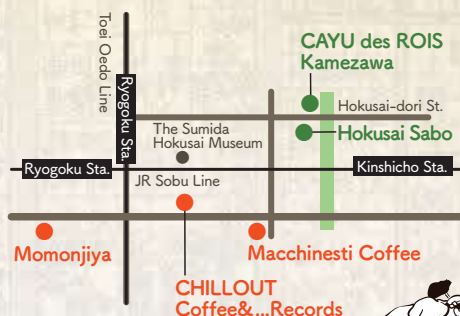 Toei Oedo Line
Ryogoku Sta.
CAYU des ROIS
Kamezawa
Hokusai-dori St.
The Sumida
Hokusai Museum
Hokusai Sabo
Ryogoku Sta.
Kinshicho Sta.
JR Sobu Line
Momonjiya
Macchinesti Coffee
CHILLOUT
Coffee&...Records